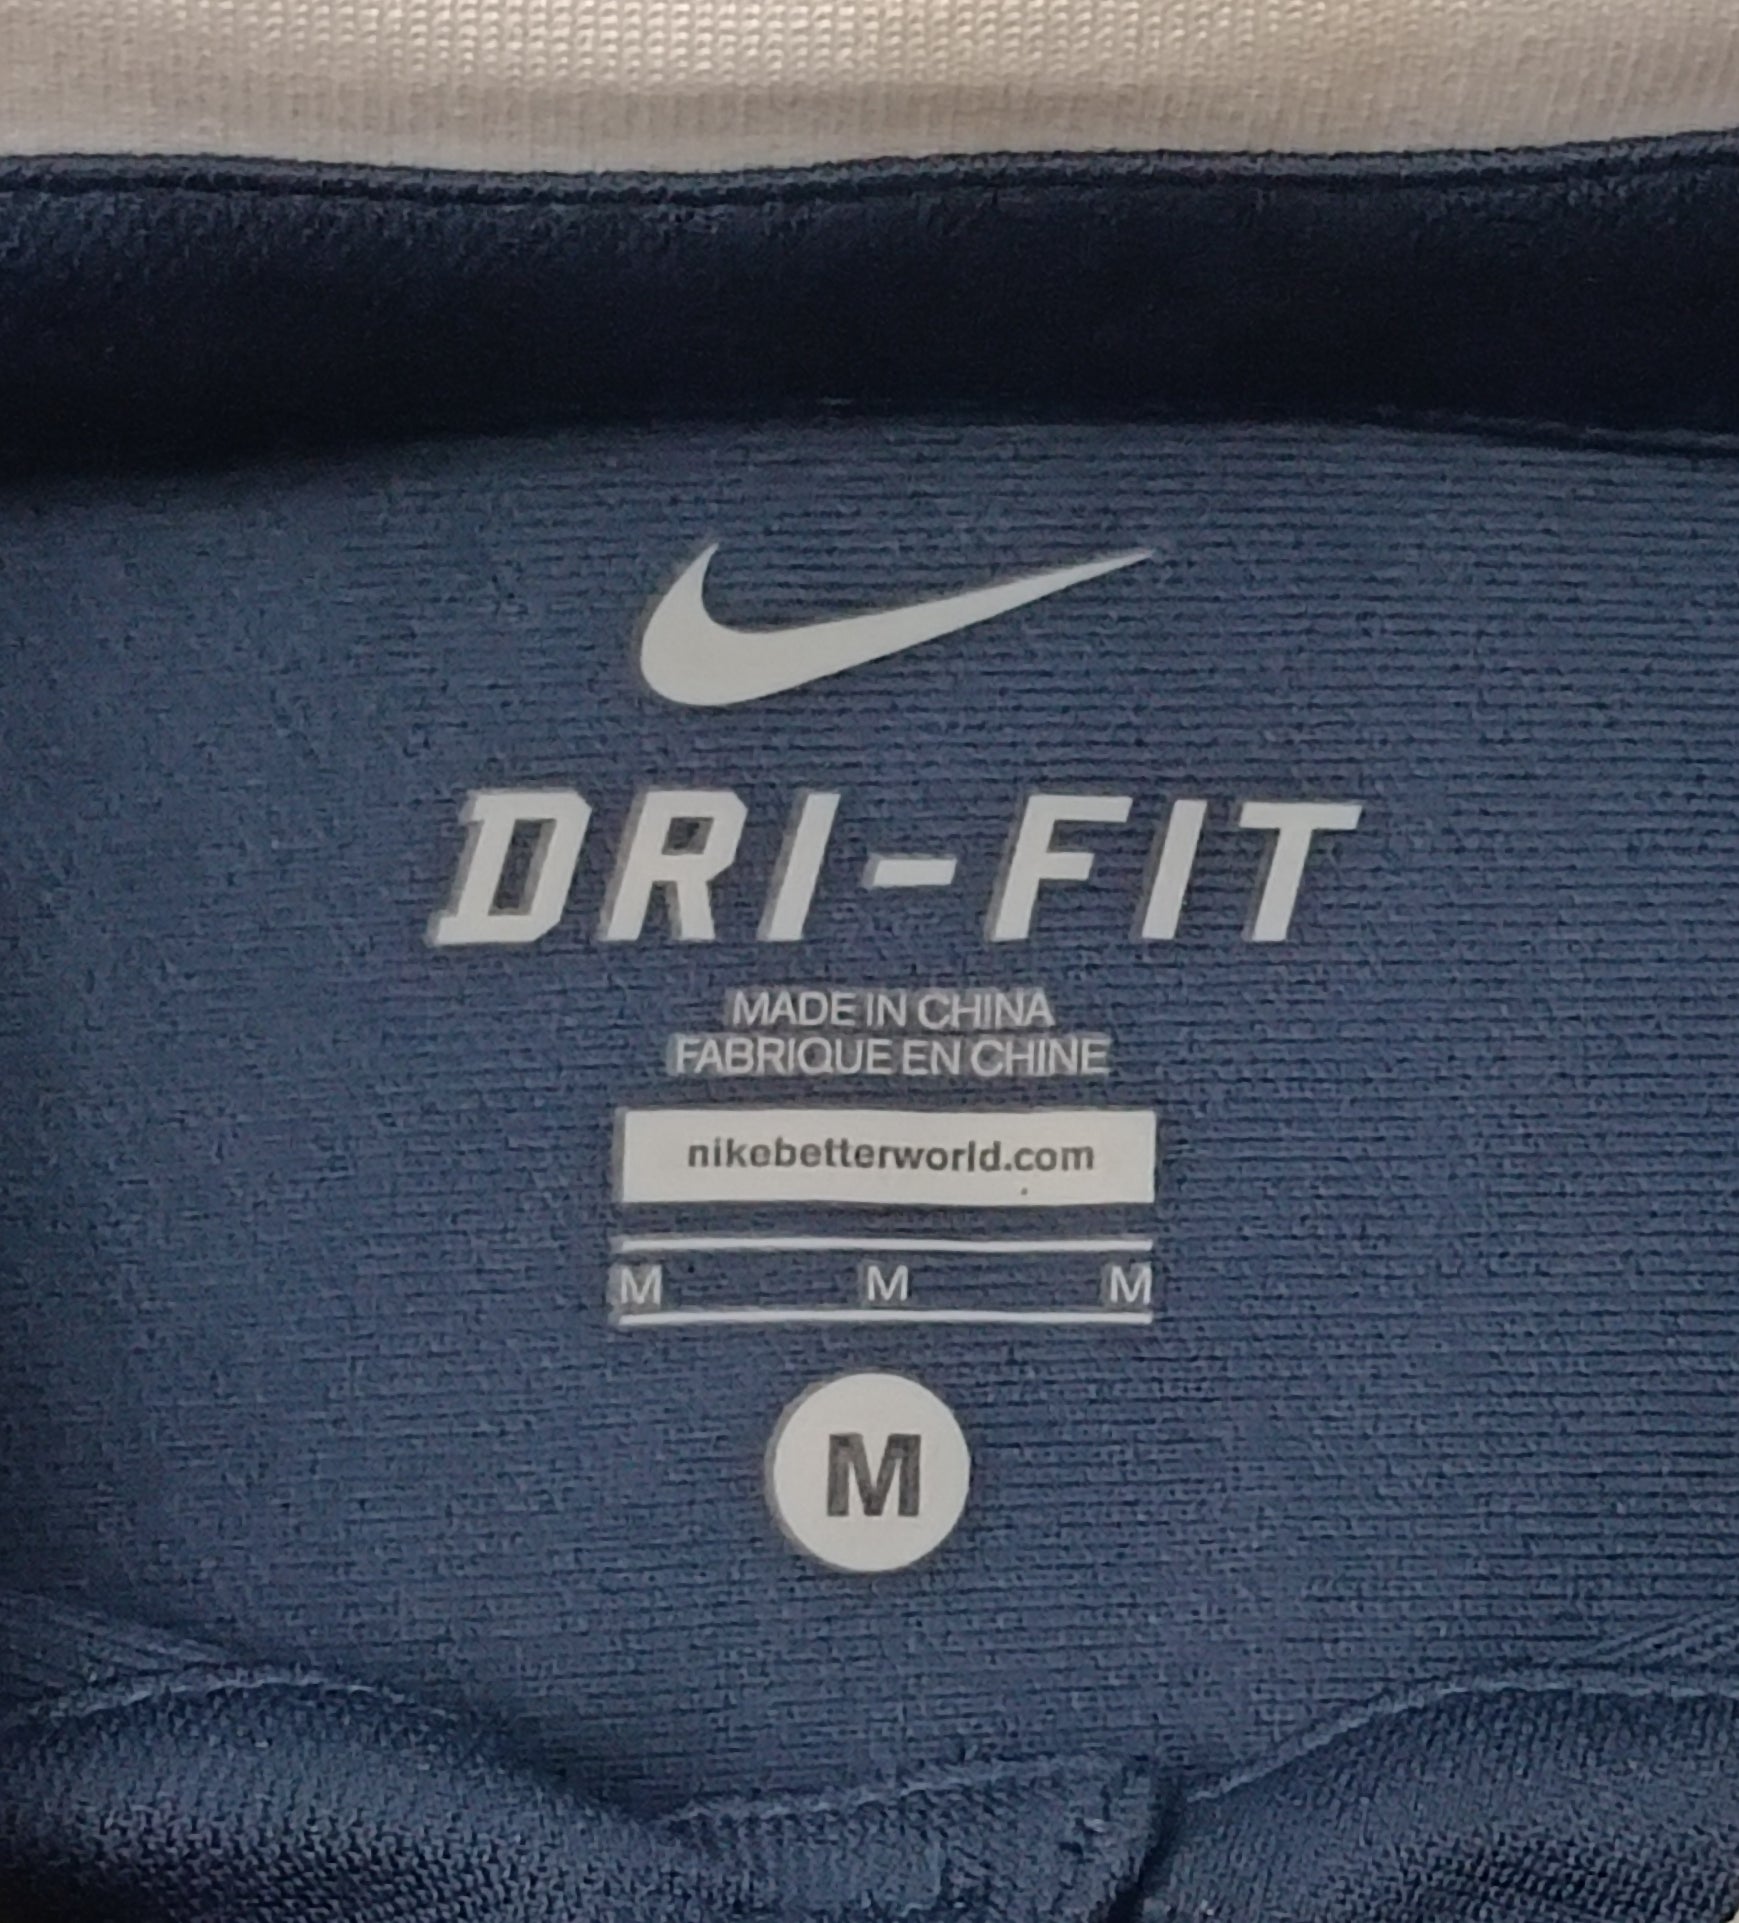 DRI-FIT
MADE IN CHINA
FABRIQUE EN CHINE
nikebetterworld.com
M M M
M